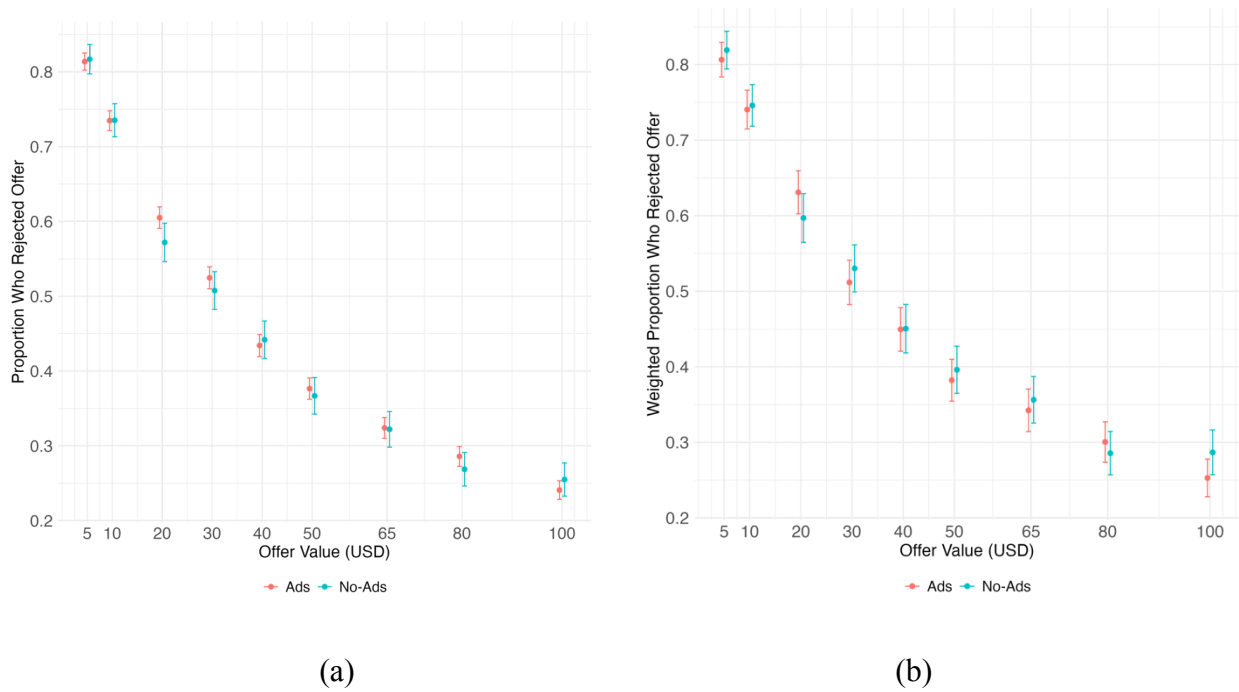 Proportion Who Rejected Offer
0.8
0.7
0.6
0.5
0.4
0.3
0.2
5 10 20 30 40 50 65 80 100
Offer Value (USD)
Ads No-Ads
(a)
Weighted Proportion Who Rejected Offer
0.8
0.7
0.6
0.5
0.4
0.3
0.2
5 10 20 30 40 50 65 80 100
Offer Value (USD)
Ads No-Ads
(b)